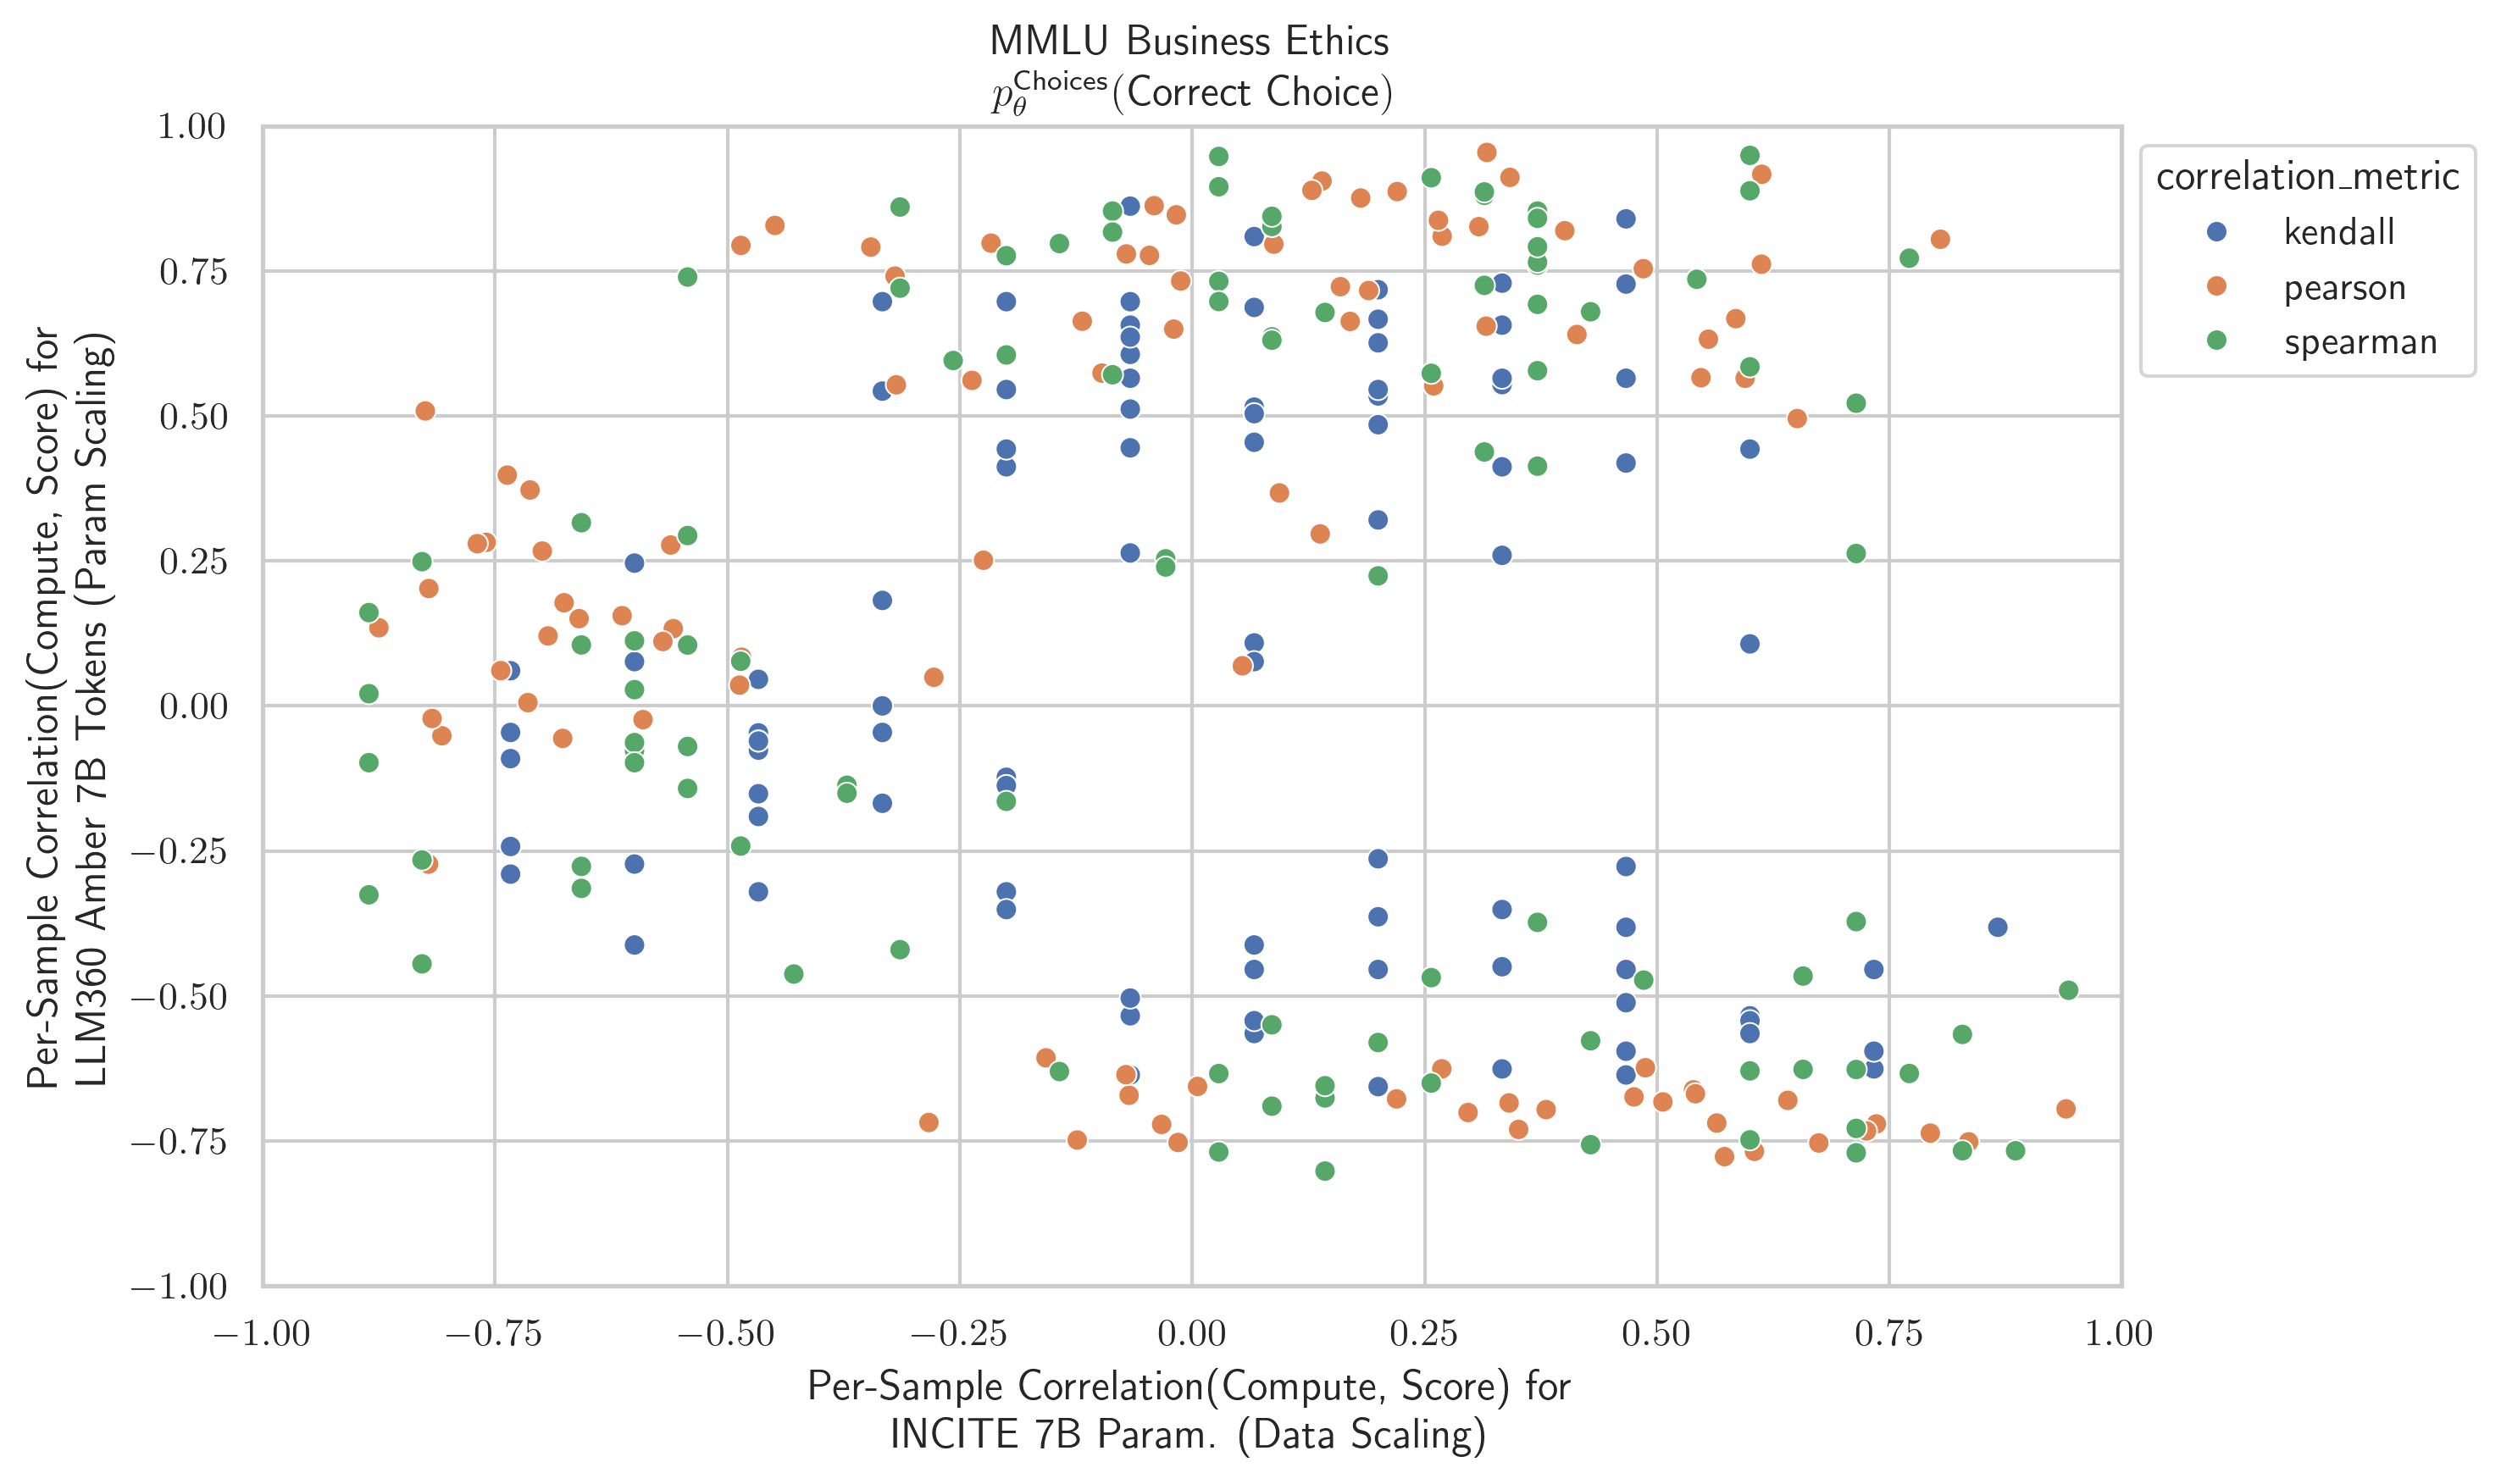 MMLU Business Ethics
p_θ^Choices(Correct Choice)
1.00
0.75
0.50
0.25
0.00
−0.25
−0.50
−0.75
−1.00
−1.00 −0.75 −0.50 −0.25 0.00 0.25 0.50 0.75 1.00
Per-Sample Correlation(Compute, Score) for
INCITE 7B Param. (Data Scaling)
Per-Sample Correlation(Compute, Score) for
LLM360 Amber 7B Tokens (Param Scaling)
correlation_metric
kendall
pearson
spearman